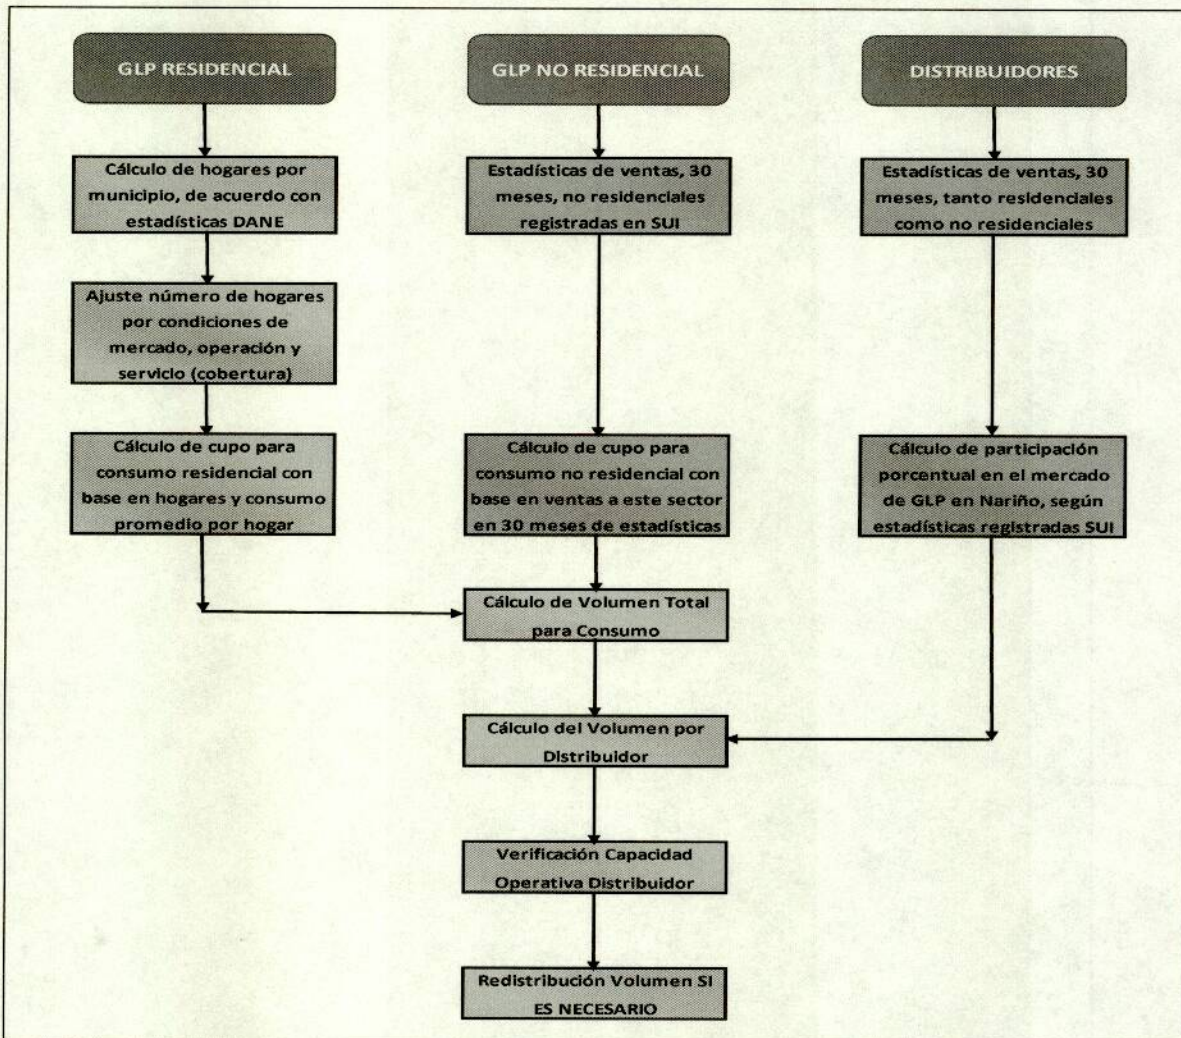 GLP RESIDENCIAL
GLP NO RESIDENCIAL
DISTRIBUIDORES
Cálculo de hogares por
municipio, de acuerdo con
estadísticas DANE
Estadísticas de ventas, 30
meses, no residenciales
registradas en SUI
Estadísticas de ventas, 30
meses, tanto residenciales
como no residenciales
Ajuste número de hogares
por condiciones de
mercado, operación y
servicio (cobertura)
Cálculo de cupo para
consumo residencial con
base en hogares y consumo
promedio por hogar
Cálculo de cupo para
consumo no residencial con
base en ventas a este sector
en 30 meses de estadísticas
Cálculo de participación
porcentual en el mercado
de GLP en Nariño, según
estadísticas registradas SUI
Cálculo de Volumen Total
para Consumo
Cálculo del Volumen por
Distribuidor
Verificación Capacidad
Operativa Distribuidor
Redistribución Volumen SI
ES NECESARIO